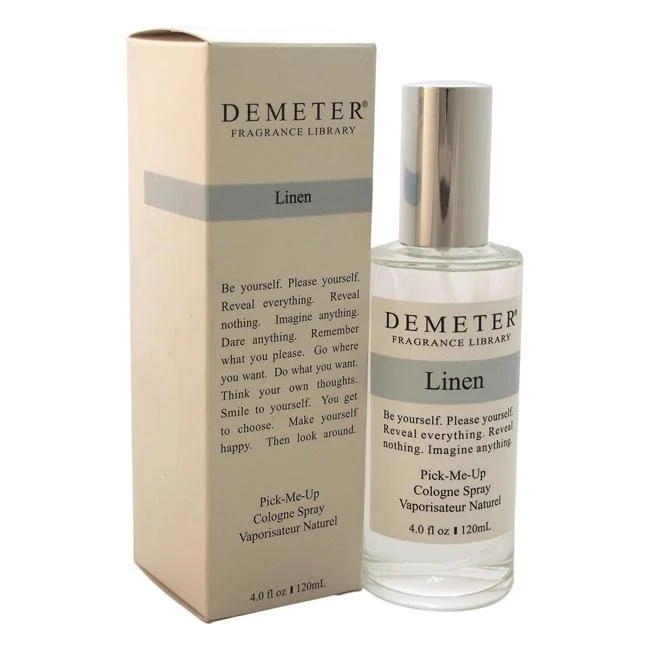 DEMETER®
FRAGRANCE LIBRARY
Linen
Be yourself. Please yourself.
Reveal everything. Reveal
nothing. Imagine anything.
Dare anything. Remember
what you please. Go where
you want. Do what you want.
Think your own thoughts.
Smile to yourself. You get
to choose. Make yourself
happy. Then look around.
Pick-Me-Up
Cologne Spray
Vaporisateur Naturel
4.0 fl oz ▮ 120mL
DEMETER®
FRAGRANCE LIBRARY
Linen
Be yourself. Please yourself.
Reveal everything. Reveal
nothing. Imagine anything.
Pick-Me-Up
Cologne Spray
Vaporisateur Naturel
4.0 fl oz ▮ 120mL